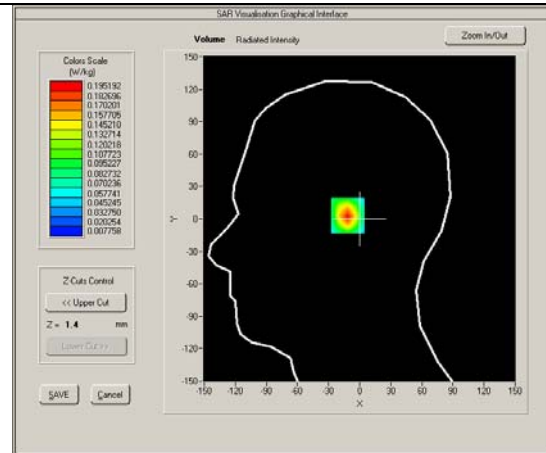 SAR Visualisation Graphical Interface
Volume Radiated Intensity
Zoom In/Out
Colors Scale
(W/kg)
0.195192
0.182696
0.170201
0.157705
0.145210
0.132714
0.120218
0.107723
0.095227
0.082732
0.070236
0.057741
0.045245
0.032750
0.020254
0.007758
Z Cuts Control
<< Upper Cut
Z = 1.4 mm
Lower Cut >>
SAVE Cancel
150
120
90
60
30
0
-30
-60
-90
-120
-150
Y
-150 -120 -90 -60 -30 0 30 60 90 120 150
X